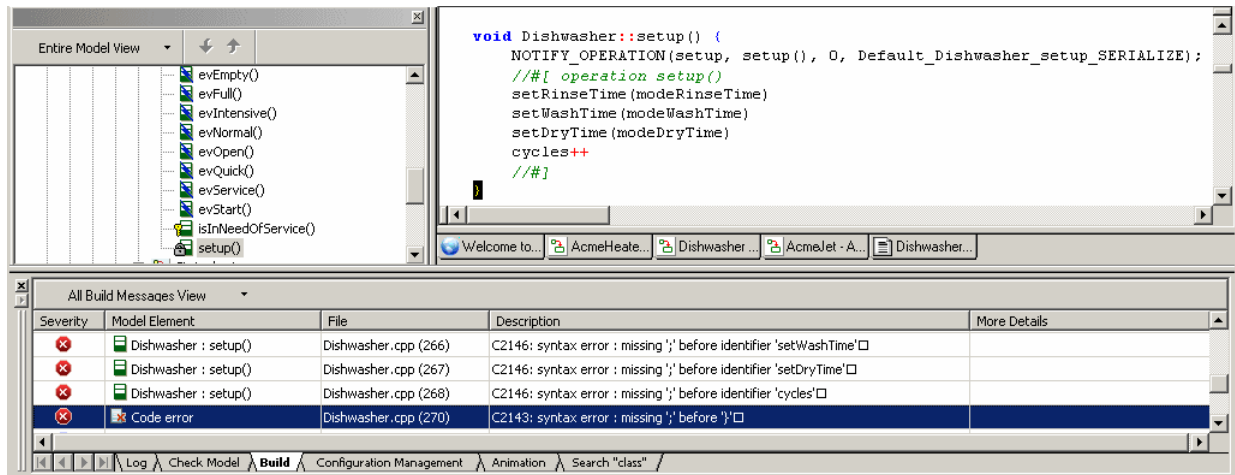 Entire Model View
evEmpty()
evFull()
evIntensive()
evNormal()
evOpen()
evQuick()
evService()
evStart()
isInNeedOfService()
setup()
void Dishwasher::setup() {
NOTIFY_OPERATION(setup, setup(), 0, Default_Dishwasher_setup_SERIALIZE);
//#[ operation setup()
setRinseTime(modeRinseTime)
setWashTime(modeWashTime)
setDryTime(modeDryTime)
cycles++
//#]
}
Welcome to... AcmeHeate... Dishwasher ... AcmeJet - A... Dishwasher...
All Build Messages View
Severity Model Element File Description More Details
Dishwasher : setup() Dishwasher.cpp (266) C2146: syntax error : missing ';' before identifier 'setWashTime'□
Dishwasher : setup() Dishwasher.cpp (267) C2146: syntax error : missing ';' before identifier 'setDryTime'□
Dishwasher : setup() Dishwasher.cpp (268) C2146: syntax error : missing ';' before identifier 'cycles'□
Code error Dishwasher.cpp (270) C2143: syntax error : missing ';' before '}'□
Log Check Model Build Configuration Management Animation Search "class"